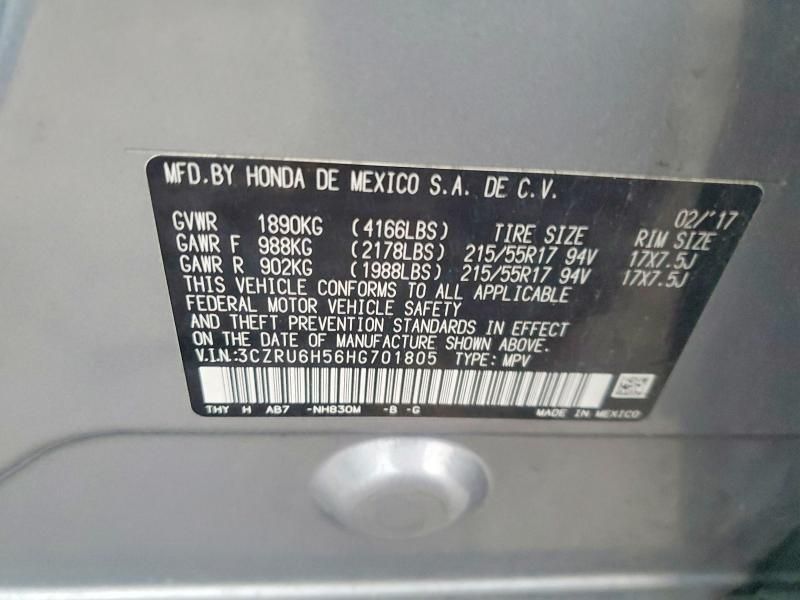 MFD. BY HONDA DE MEXICO S.A. DE C.V.
02/'17
GVWR 1890KG (4166LBS) TIRE SIZE RIM SIZE
GAWR F 988KG (2178LBS) 215/55R17 94V 17X7.5J
GAWR R 902KG (1988LBS) 215/55R17 94V 17X7.5J
THIS VEHICLE CONFORMS TO ALL APPLICABLE
FEDERAL MOTOR VEHICLE SAFETY
AND THEFT PREVENTION STANDARDS IN EFFECT
ON THE DATE OF MANUFACTURE SHOWN ABOVE.
V.I.N.:3CZRU6H56HG701805 TYPE: MPV
THY H AB7 -NH830M -B -G MADE IN MEXICO